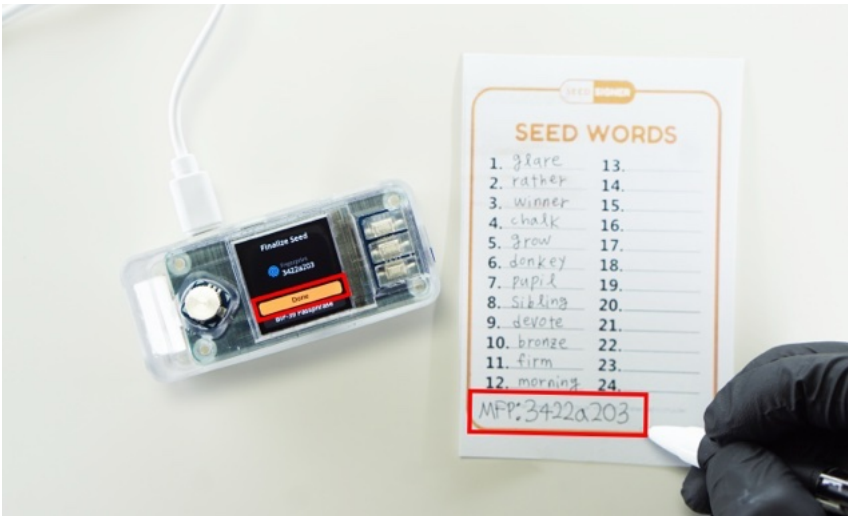 Finalize Seed
Fingerprint
3422a203
Done
BIP-39 Passphrase
SEED SIGNER
SEED WORDS
1. glare 13.
2. rather 14.
3. winner 15.
4. chalk 16.
5. grow 17.
6. donkey 18.
7. pupil 19.
8. sibling 20.
9. devote 21.
10. bronze 22.
11. firm 23.
12. morning 24.
MFP:3422a203